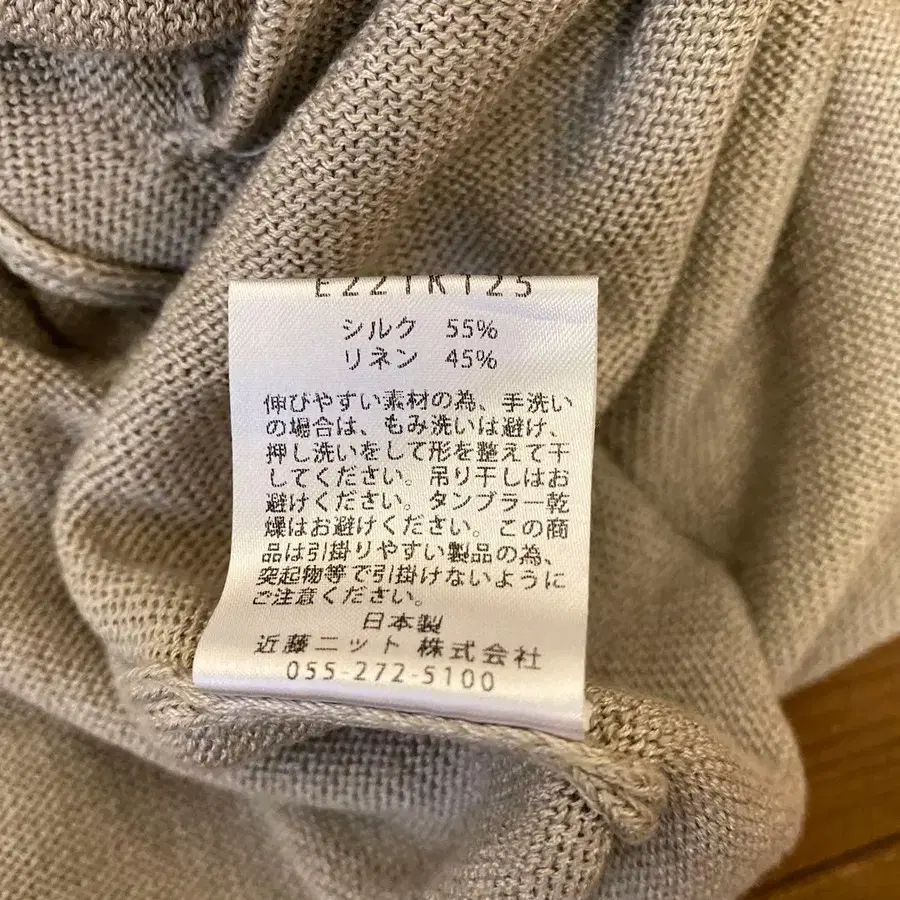 E221K125
シルク 55%
リネン 45%
伸びやすい素材の為、手洗い
の場合は、もみ洗いは避け、
押し洗いをして形を整えて干
してください。吊り干しはお
避けください。タンブラー乾
燥はお避けください。この商
品は引掛りやすい製品の為、
突起物等で引掛けないように
ご注意ください。
日本製
近藤ニット 株式会社
055-272-5100